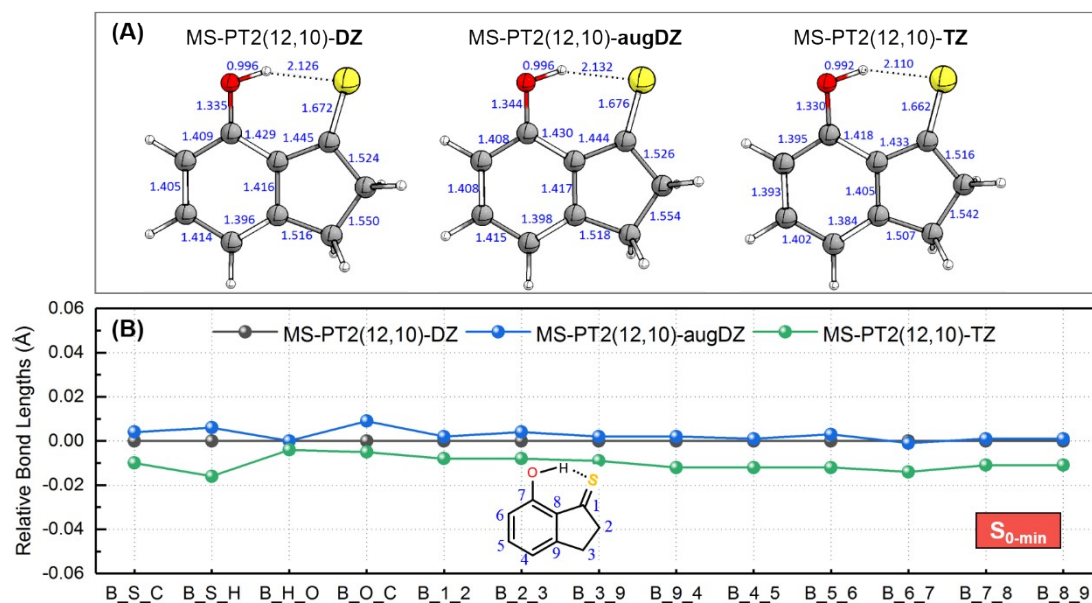 (A)
MS-PT2(12,10)-DZ
MS-PT2(12,10)-augDZ
MS-PT2(12,10)-TZ
0.996 2.126
1.335 1.672
1.409 1.429 1.445
1.524
1.405 1.416
1.396 1.550
1.414 1.516
0.996 2.132
1.344 1.676
1.408 1.430 1.444
1.526
1.408 1.417
1.398 1.554
1.415 1.518
0.992 2.110
1.330 1.662
1.395 1.418 1.433
1.516
1.393 1.405
1.384 1.542
1.402 1.507
(B)
MS-PT2(12,10)-DZ MS-PT2(12,10)-augDZ MS-PT2(12,10)-TZ
Relative Bond Lengths (Å)
0.06
0.04
0.02
0.00
-0.02
-0.04
-0.06
O H S
7 8 1
6 2
5 3
4 9
S0-min
B_S_C B_S_H B_H_O B_O_C B_1_2 B_2_3 B_3_9 B_9_4 B_4_5 B_5_6 B_6_7 B_7_8 B_8_9